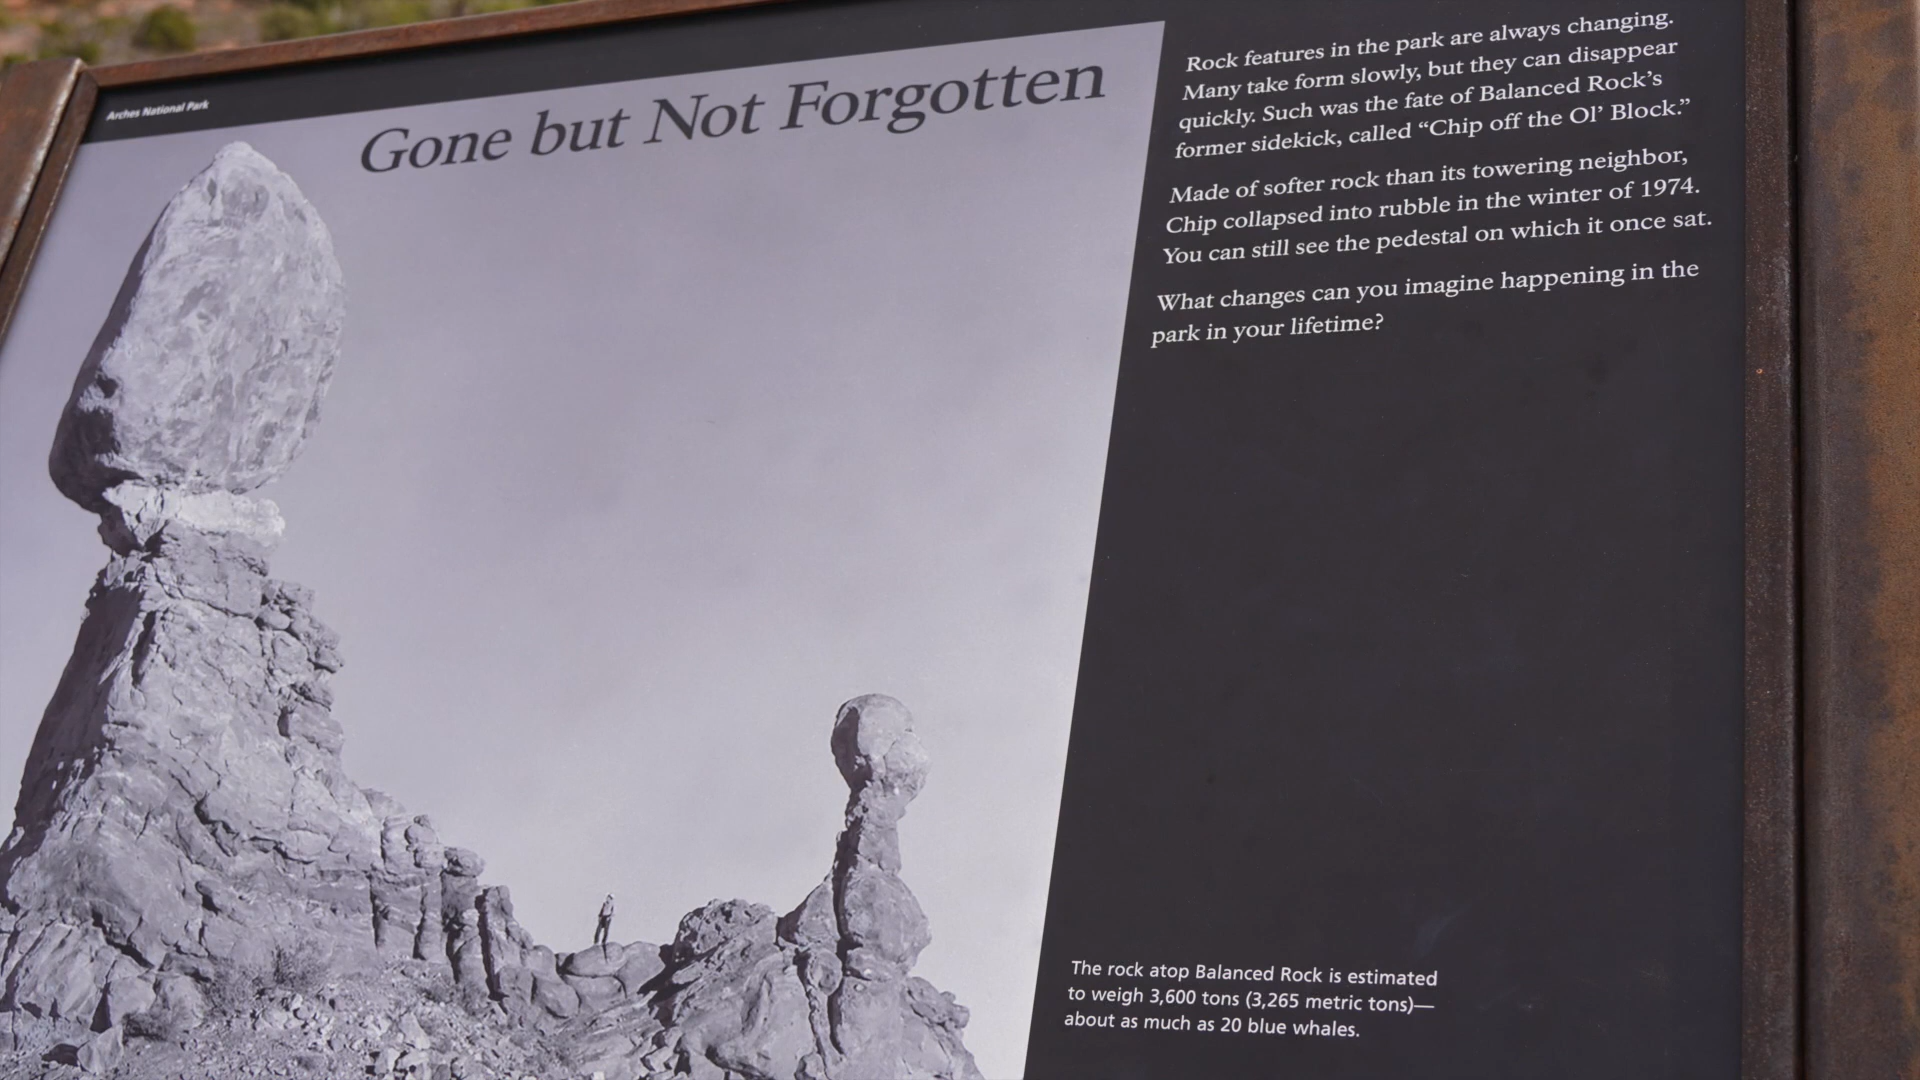 Arches National Park
Gone but Not Forgotten
Rock features in the park are always changing.
Many take form slowly, but they can disappear
quickly. Such was the fate of Balanced Rock’s
former sidekick, called “Chip off the Ol’ Block.”
Made of softer rock than its towering neighbor,
Chip collapsed into rubble in the winter of 1974.
You can still see the pedestal on which it once sat.
What changes can you imagine happening in the
park in your lifetime?
The rock atop Balanced Rock is estimated
to weigh 3,600 tons (3,265 metric tons)—
about as much as 20 blue whales.